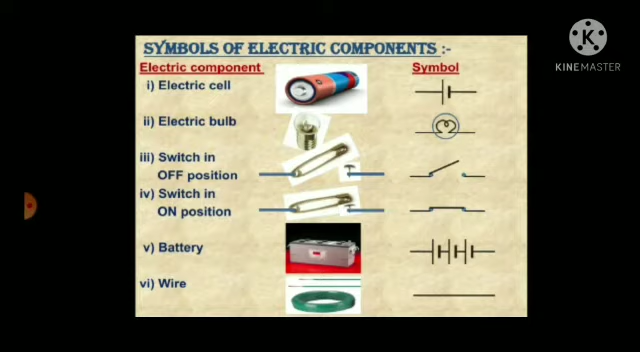 SYMBOLS OF ELECTRIC COMPONENTS :-
Electric component Symbol
i) Electric cell
ii) Electric bulb
iii) Switch in
OFF position
iv) Switch in
ON position
v) Battery
vi) Wire
K
KINEMASTER